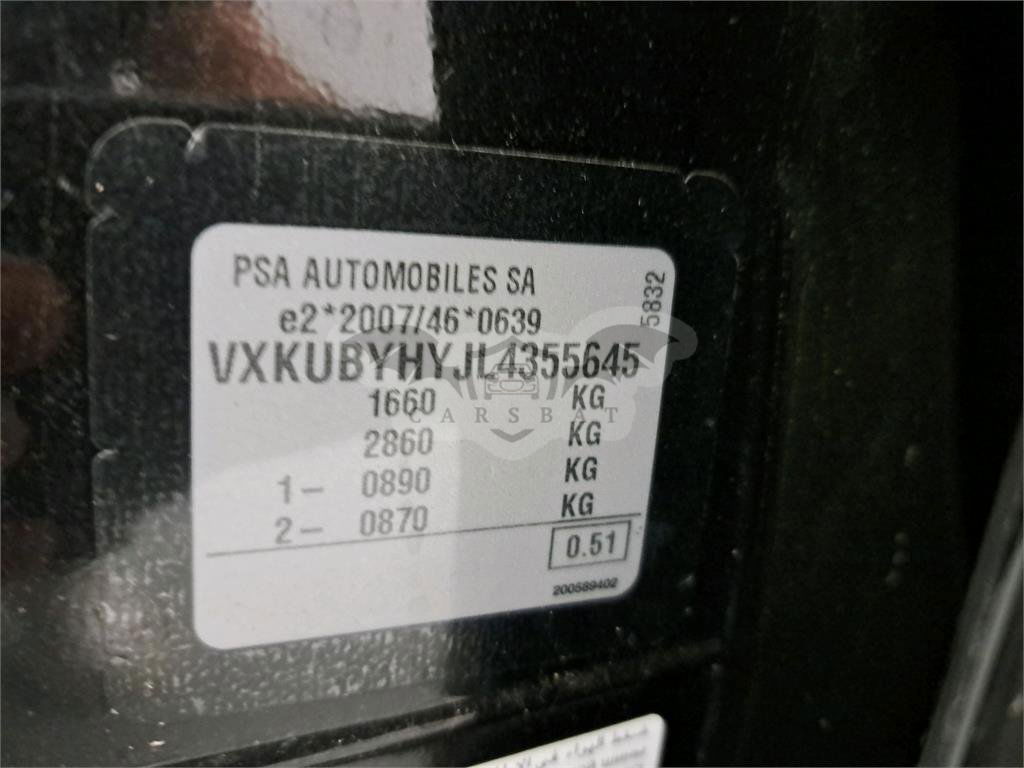 PSA AUTOMOBILES SA
e2*2007/46*0639
5832
VXKUBYHYJL4355645
1660 KG
CARSBAT
2860 KG
1- 0890 KG
2- 0870 KG
0.51
200589402